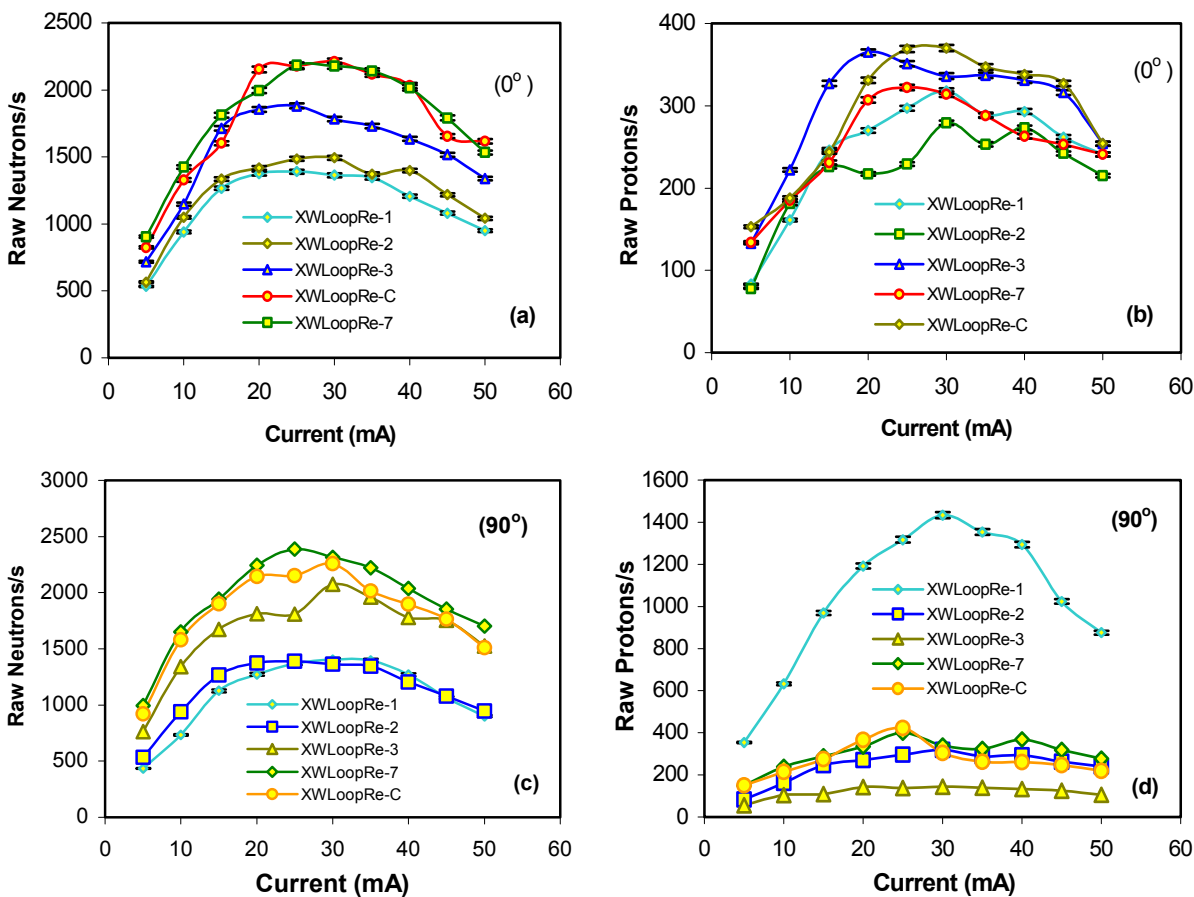 2500
2000
1500
1000
500
0
Raw Neutrons/s
(0°)
XWLoopRe-1
XWLoopRe-2
XWLoopRe-3
XWLoopRe-C
XWLoopRe-7
(a)
0 10 20 30 40 50 60
Current (mA)
400
300
200
100
0
Raw Protons/s
(0°)
XWLoopRe-1
XWLoopRe-2
XWLoopRe-3
XWLoopRe-7
XWLoopRe-C
(b)
0 10 20 30 40 50 60
Current (mA)
3000
2500
2000
1500
1000
500
0
Raw Neutrons/s
(90°)
XWLoopRe-1
XWLoopRe-2
XWLoopRe-3
XWLoopRe-7
XWLoopRe-C
(c)
0 10 20 30 40 50 60
Current (mA)
1600
1400
1200
1000
800
600
400
200
0
Raw Protons/s
(90°)
XWLoopRe-1
XWLoopRe-2
XWLoopRe-3
XWLoopRe-7
XWLoopRe-C
(d)
0 10 20 30 40 50 60
Current (mA)